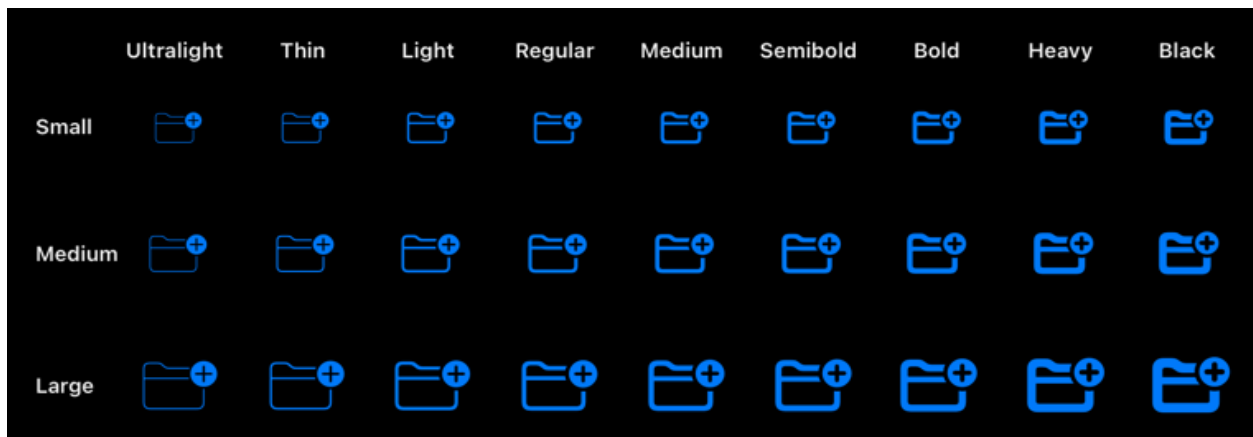 Ultralight Thin Light Regular Medium Semibold Bold Heavy Black
Small
Medium
Large